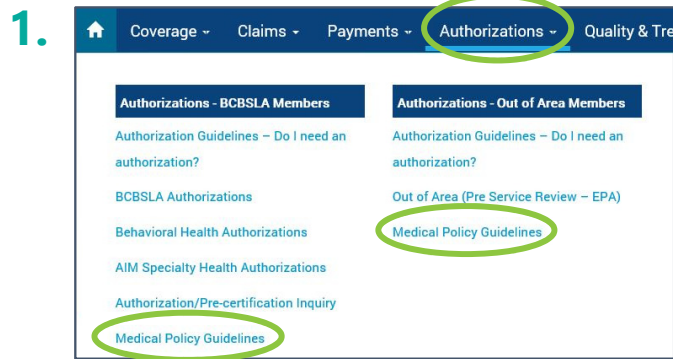 1.
Coverage Claims Payments Authorizations Quality & Tre
Authorizations - BCBSLA Members
Authorization Guidelines – Do I need an
authorization?
BCBSLA Authorizations
Behavioral Health Authorizations
AIM Specialty Health Authorizations
Authorization/Pre-certification Inquiry
Medical Policy Guidelines
Authorizations - Out of Area Members
Authorization Guidelines – Do I need an
authorization?
Out of Area (Pre Service Review – EPA)
Medical Policy Guidelines